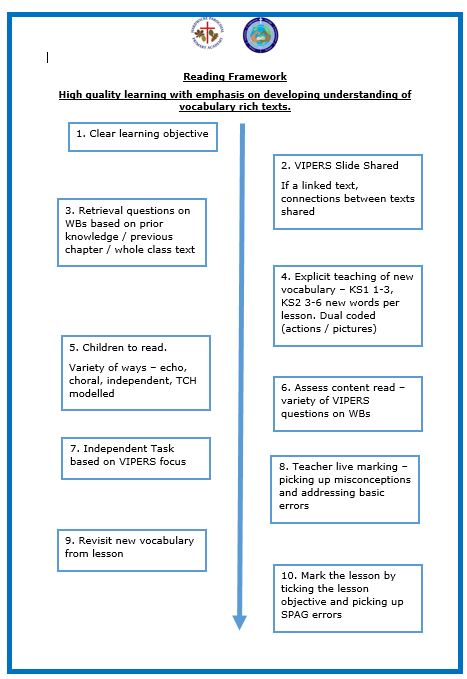 Reading Framework
High quality learning with emphasis on developing understanding of
vocabulary rich texts.
1. Clear learning objective
2. VIPERS Slide Shared
If a linked text,
connections between texts
shared
3. Retrieval questions on
WBs based on prior
knowledge / previous
chapter / whole class text
4. Explicit teaching of new
vocabulary – KS1 1-3,
KS2 3-6 new words per
lesson. Dual coded
(actions / pictures)
5. Children to read.
Variety of ways – echo,
choral, independent, TCH
modelled
6. Assess content read –
variety of VIPERS
questions on WBs
7. Independent Task
based on VIPERS focus
8. Teacher live marking –
picking up misconceptions
and addressing basic
errors
9. Revisit new vocabulary
from lesson
10. Mark the lesson by
ticking the lesson
objective and picking up
SPAG errors